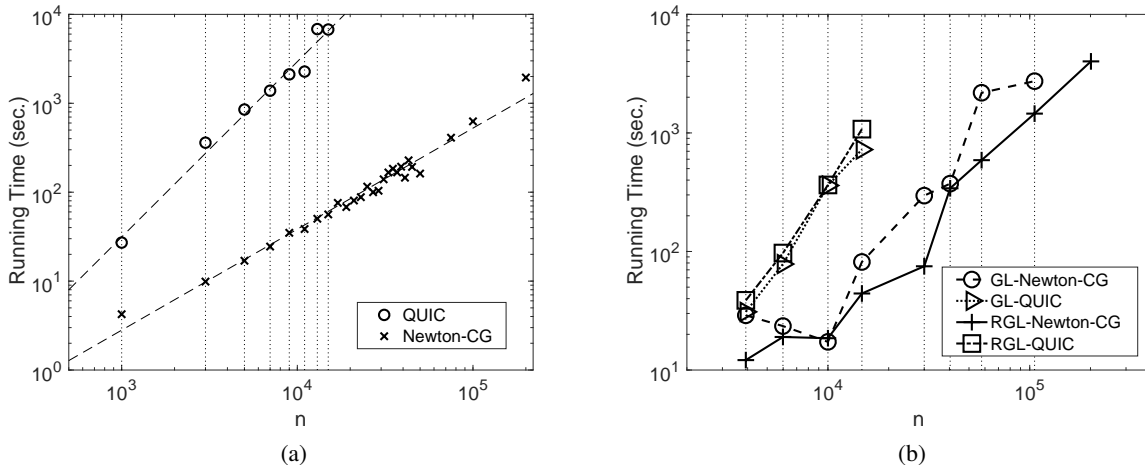 10^4
10^3
10^2
10^1
10^0
Running Time (sec.)
10^3
10^4
10^5
n
QUIC
Newton-CG
(a)
10^4
10^3
10^2
10^1
Running Time (sec.)
10^4
10^5
n
GL-Newton-CG
GL-QUIC
RGL-Newton-CG
RGL-QUIC
(b)